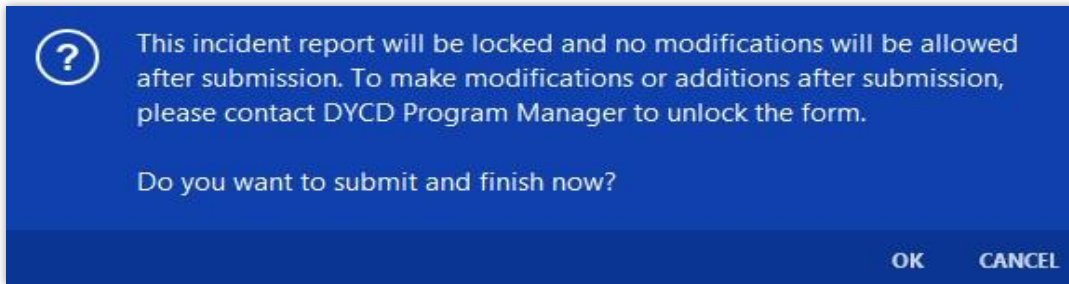 ?
This incident report will be locked and no modifications will be allowed
after submission. To make modifications or additions after submission,
please contact DYCD Program Manager to unlock the form.
Do you want to submit and finish now?
OK CANCEL